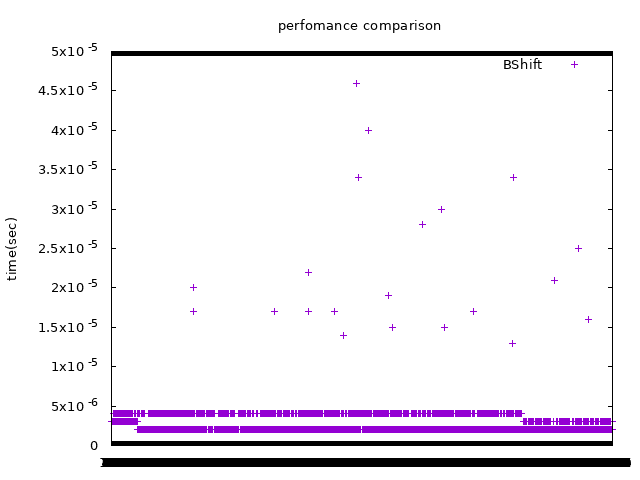 perfomance comparison
5x10⁻⁵
BShift
4.5x10⁻⁵
4x10⁻⁵
3.5x10⁻⁵
3x10⁻⁵
time(sec)
2.5x10⁻⁵
2x10⁻⁵
1.5x10⁻⁵
1x10⁻⁵
5x10⁻⁶
0